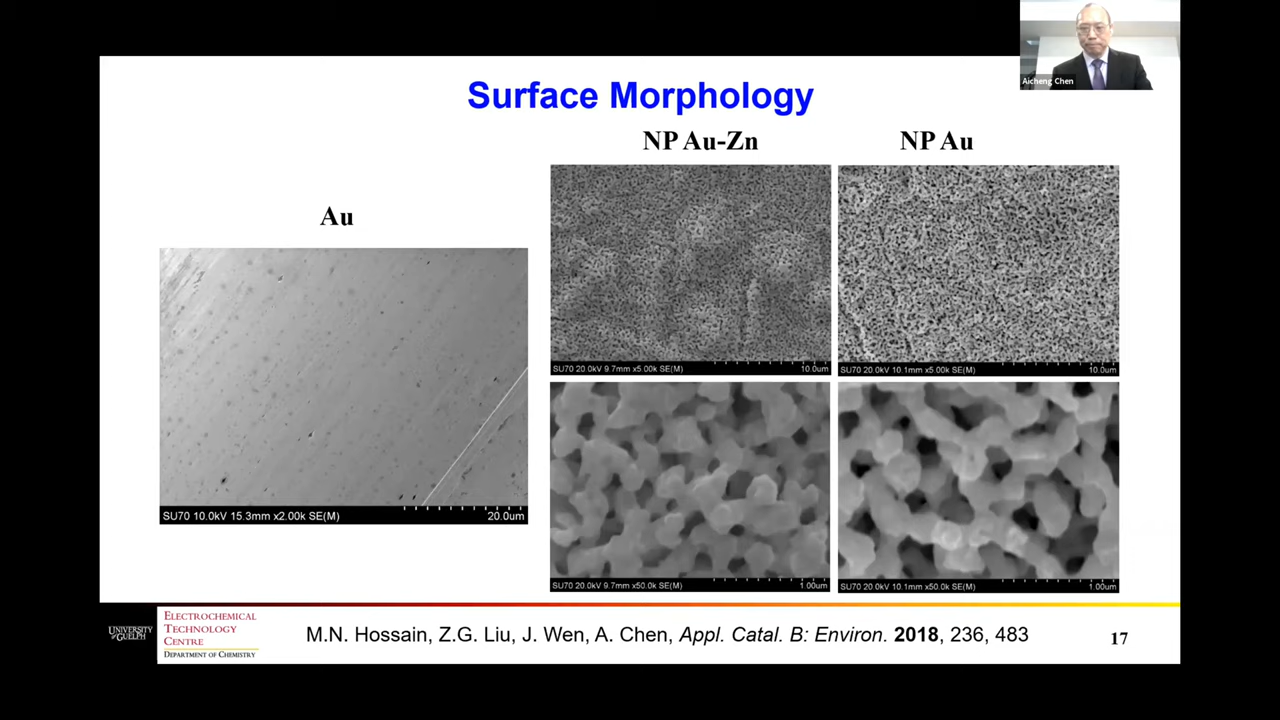 Aicheng Chen
Surface Morphology
NP Au-Zn
NP Au
Au
SU70 20.0kV 9.7mm x5.00k SE(M) 10.0um
SU70 20.0kV 10.1mm x5.00k SE(M) 10.0um
SU70 10.0kV 15.3mm x2.00k SE(M) 20.0um
SU70 20.0kV 9.7mm x50.0k SE(M) 1.00um
SU70 20.0kV 10.1mm x50.0k SE(M) 1.00um
UNIVERSITY
of GUELPH
ELECTROCHEMICAL
TECHNOLOGY
CENTRE
DEPARTMENT OF CHEMISTRY
M.N. Hossain, Z.G. Liu, J. Wen, A. Chen, Appl. Catal. B: Environ. 2018, 236, 483
17